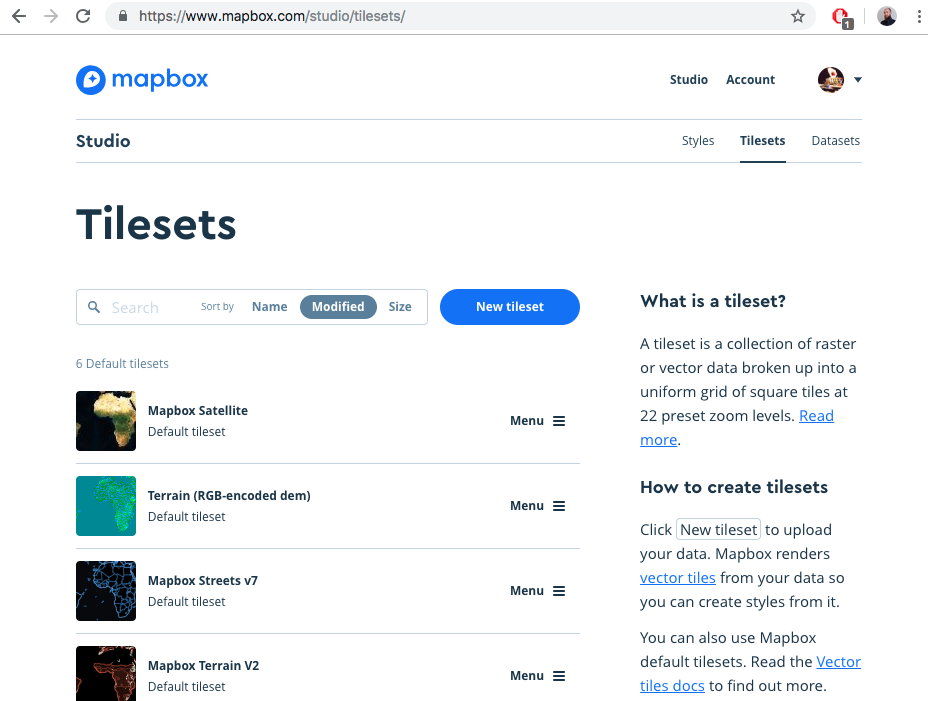 https://www.mapbox.com/studio/tilesets/
1
mapbox
Studio Account
Studio
Styles Tilesets Datasets
Tilesets
Search Sort by Name Modified Size
New tileset
6 Default tilesets
Mapbox Satellite
Default tileset
Menu
Terrain (RGB-encoded dem)
Default tileset
Menu
Mapbox Streets v7
Default tileset
Menu
Mapbox Terrain V2
Default tileset
Menu
What is a tileset?
A tileset is a collection of raster
or vector data broken up into a
uniform grid of square tiles at
22 preset zoom levels. Read
more.
How to create tilesets
Click New tileset to upload
your data. Mapbox renders
vector tiles from your data so
you can create styles from it.
You can also use Mapbox
default tilesets. Read the Vector
tiles docs to find out more.